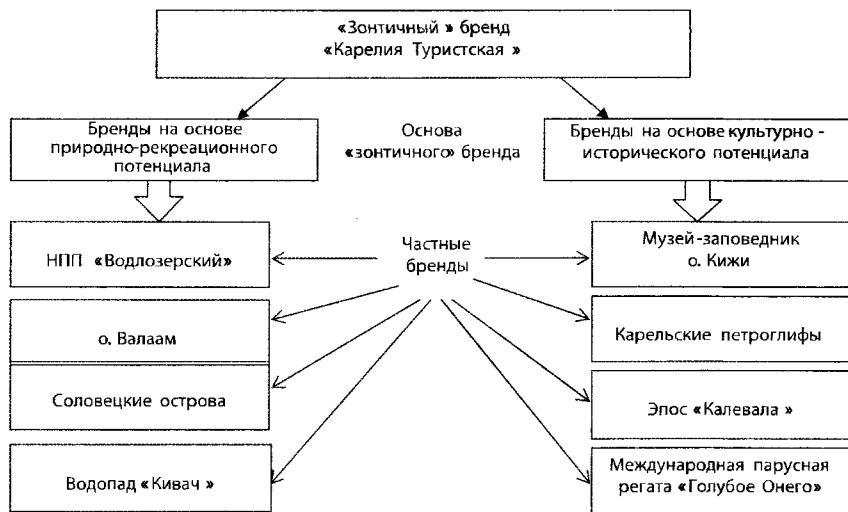 «Зонтичный» бренд
«Карелия Туристская »
Бренды на основе
природно-рекреационного
потенциала
Основа
«зонтичного» бренда
Бренды на основе культурно -
исторического потенциала
НПП «Водлозерский»
Частные
бренды
Музей-заповедник
о. Кижи
о. Валаам
Карельские петроглифы
Соловецкие острова
Эпос «Калевала »
Водопад «Кивач »
Международная парусная
регата «Голубое Онего»